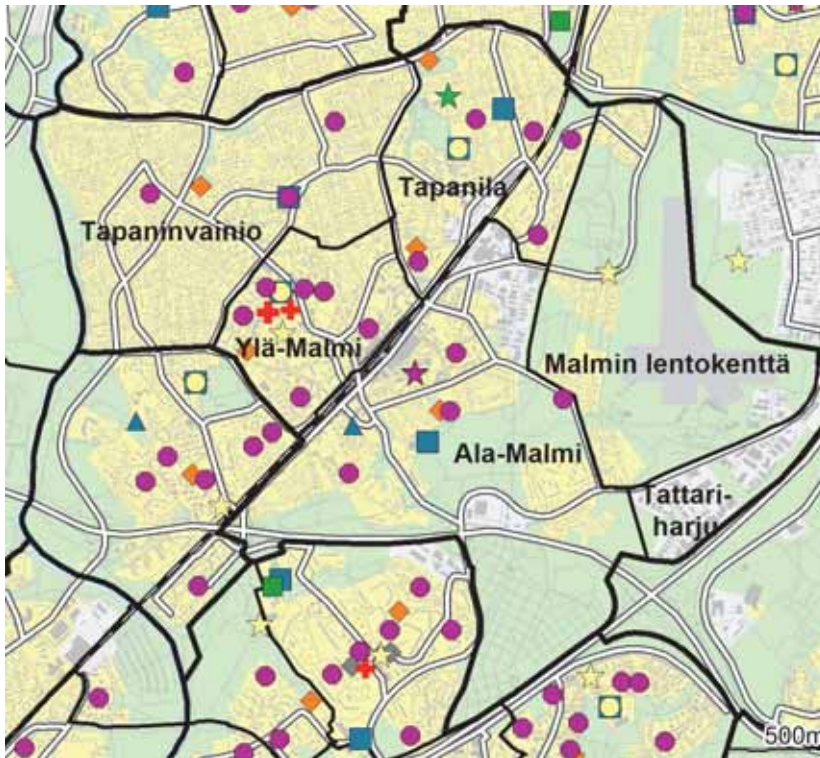 Tapanila
Tapaninvainio
Ylä-Malmi
Malmin lentokenttä
Ala-Malmi
Tattari-
harju
500m